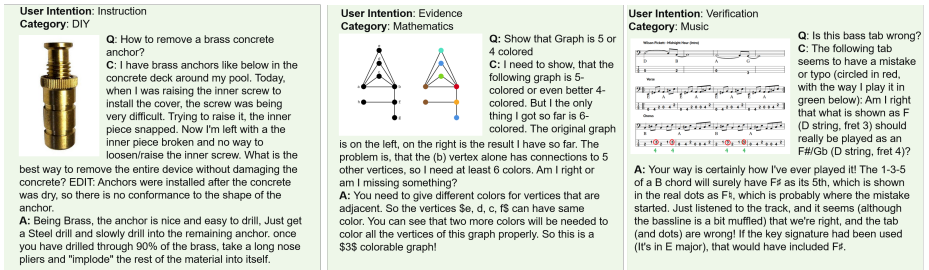 User Intention: Instruction
Category: DIY
Q: How to remove a brass concrete
anchor?
C: I have brass anchors like below in the
concrete deck around my pool. Today,
when I was raising the inner screw to
install the cover, the screw was being
very difficult. Trying to raise it, the inner
piece snapped. Now I'm left with a the
inner piece broken and no way to
loosen/raise the inner screw. What is the
best way to remove the entire device without damaging the
concrete? EDIT: Anchors were installed after the concrete
was dry, so there is no conformance to the shape of the
anchor.
A: Being Brass, the anchor is nice and easy to drill, Just get
a Steel drill and slowly drill into the remaining anchor. once
you have drilled through 90% of the brass, take a long nose
pliers and "implode" the rest of the material into itself.
User Intention: Evidence
Category: Mathematics
Q: Show that Graph is 5 or
4 colored
C: I need to show, that the
following graph is 5-
colored or even better 4-
colored. But I the only
thing I got so far is 6-
colored. The original graph
is on the left, on the right is the result I have so far. The
problem is, that the (b) vertex alone has connections to 5
other vertices, so I need at least 6 colors. Am I right or
am I missing something?
A: You need to give different colors for vertices that are
adjacent. So the vertices $e, d, c, f$ can have same
color. You can see that two more colors will be needed to
color all the vertices of this graph properly. So this is a
$3$ colorable graph!
User Intention: Verification
Category: Music
Q: Is this bass tab wrong?
C: The following tab
seems to have a mistake
or typo (circled in red,
with the way I play it in
green below): Am I right
that what is shown as F
(D string, fret 3) should
really be played as an
F#/Gb (D string, fret 4)?
Wilson Pickett - Midnight Hour (Intro)
D B A G
Verse
Chorus
A: Your way is certainly how I've ever played it! The 1-3-5
of a B chord will surely have F♯ as its 5th, which is shown
in the real dots as F♮, which is probably where the mistake
started. Just listened to the track, and it seems (although
the bassline is a bit muffled) that we're right, and the tab
(and dots) are wrong! If the key signature had been used
(It's in E major), that would have included F♯.